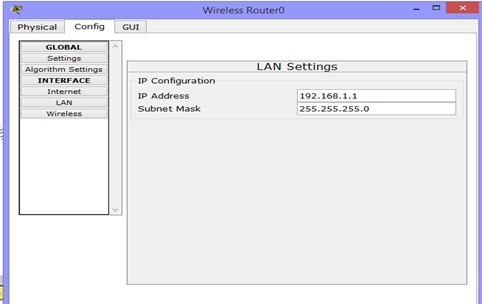 Wireless Router0
Physical Config GUI
GLOBAL
Settings
Algorithm Settings
INTERFACE
Internet
LAN
Wireless
LAN Settings
IP Configuration
IP Address 192.168.1.1
Subnet Mask 255.255.255.0